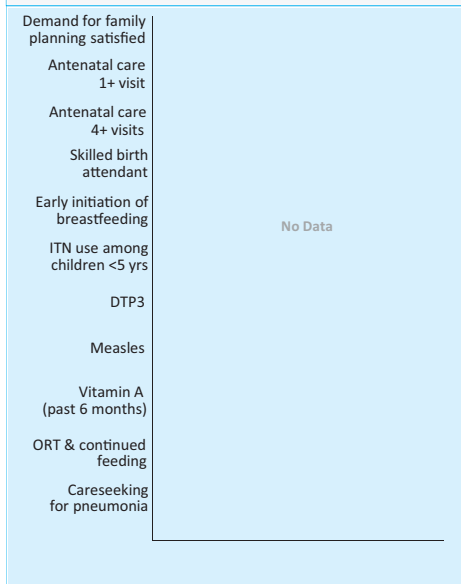 Demand for family
planning satisfied
Antenatal care
1+ visit
Antenatal care
4+ visits
Skilled birth
attendant
Early initiation of
breastfeeding
No Data
ITN use among
children <5 yrs
DTP3
Measles
Vitamin A
(past 6 months)
ORT & continued
feeding
Careseeking
for pneumonia